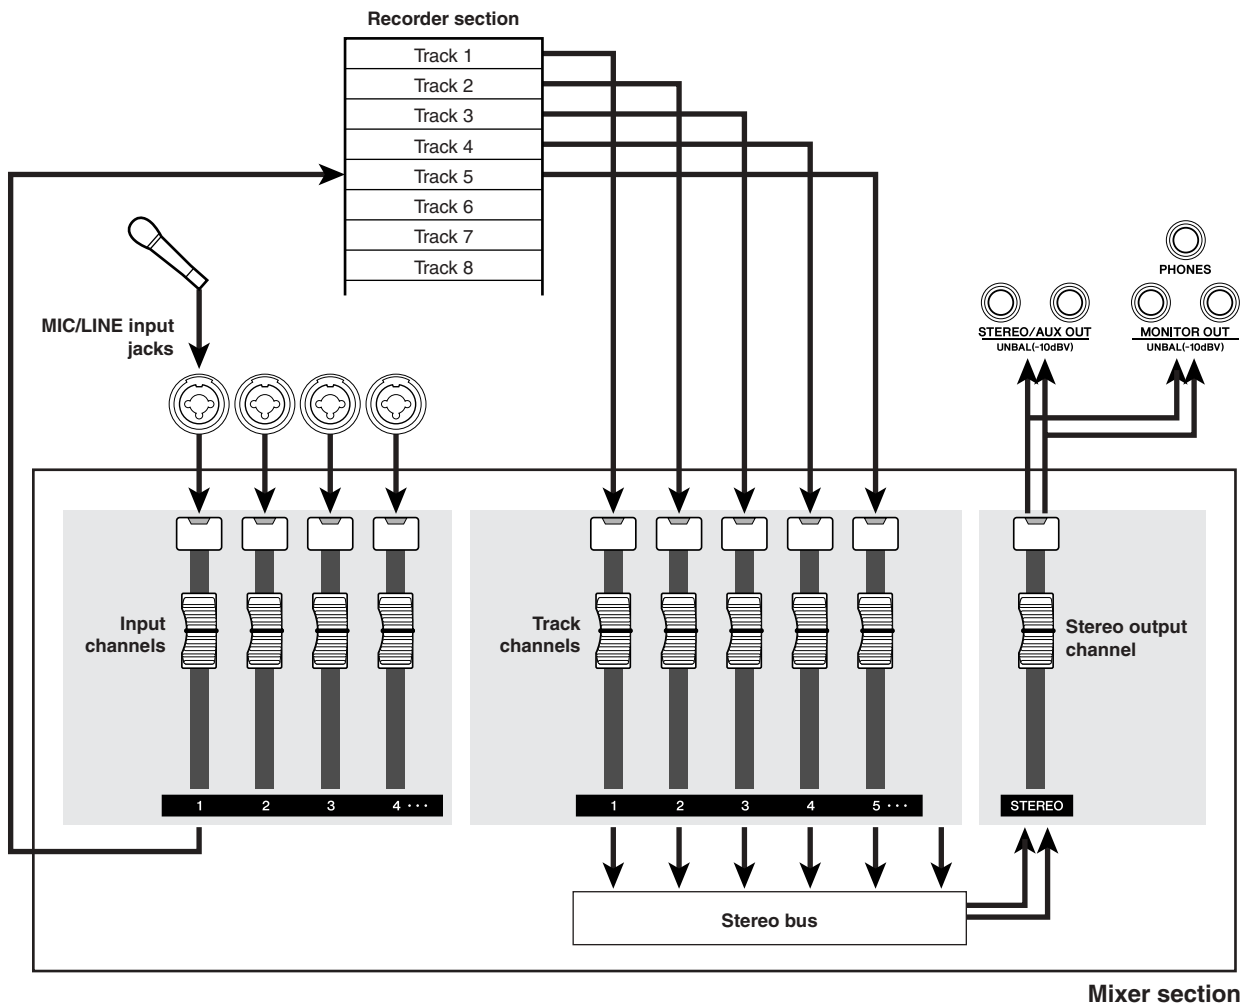 Recorder section
Track 1
Track 2
Track 3
Track 4
Track 5
Track 6
Track 7
Track 8
MIC/LINE input
jacks
PHONES
STEREO/AUX OUT
UNBAL(-10dBV)
MONITOR OUT
UNBAL(-10dBV)
Input
channels
1 2 3 4 ···
Track
channels
1 2 3 4 5 ···
Stereo output
channel
STEREO
Stereo bus
Mixer section